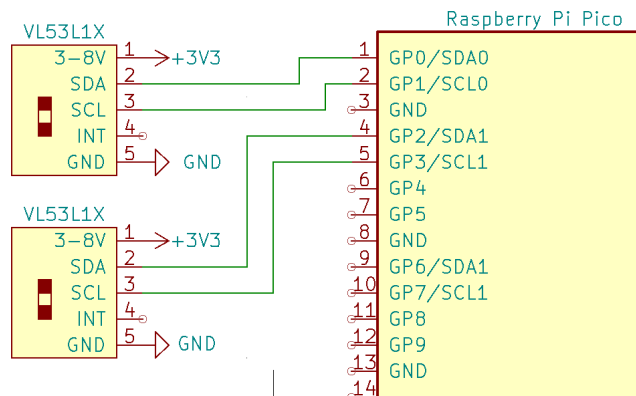 Raspberry Pi Pico
VL53L1X
3-8V 1 +3V3
SDA 2
SCL 3
INT 4
GND 5 GND
VL53L1X
3-8V 1 +3V3
SDA 2
SCL 3
INT 4
GND 5 GND
1 GP0/SDA0
2 GP1/SCL0
3 GND
4 GP2/SDA1
5 GP3/SCL1
6 GP4
7 GP5
8 GND
9 GP6/SDA1
10 GP7/SCL1
11 GP8
12 GP9
13 GND
14